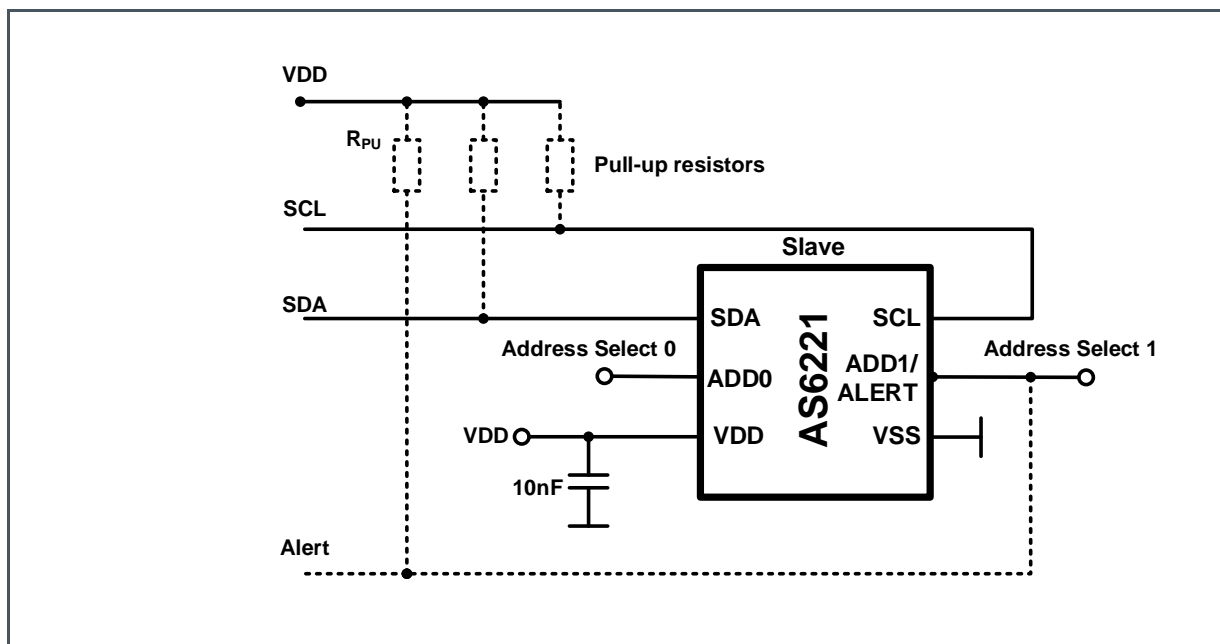 VDD
RPU
Pull-up resistors
SCL
Slave
SDA
SDA
SCL
Address Select 0
Address Select 1
ADD0
ADD1/
ALERT
AS6221
VDD
VDD
VSS
10nF
Alert